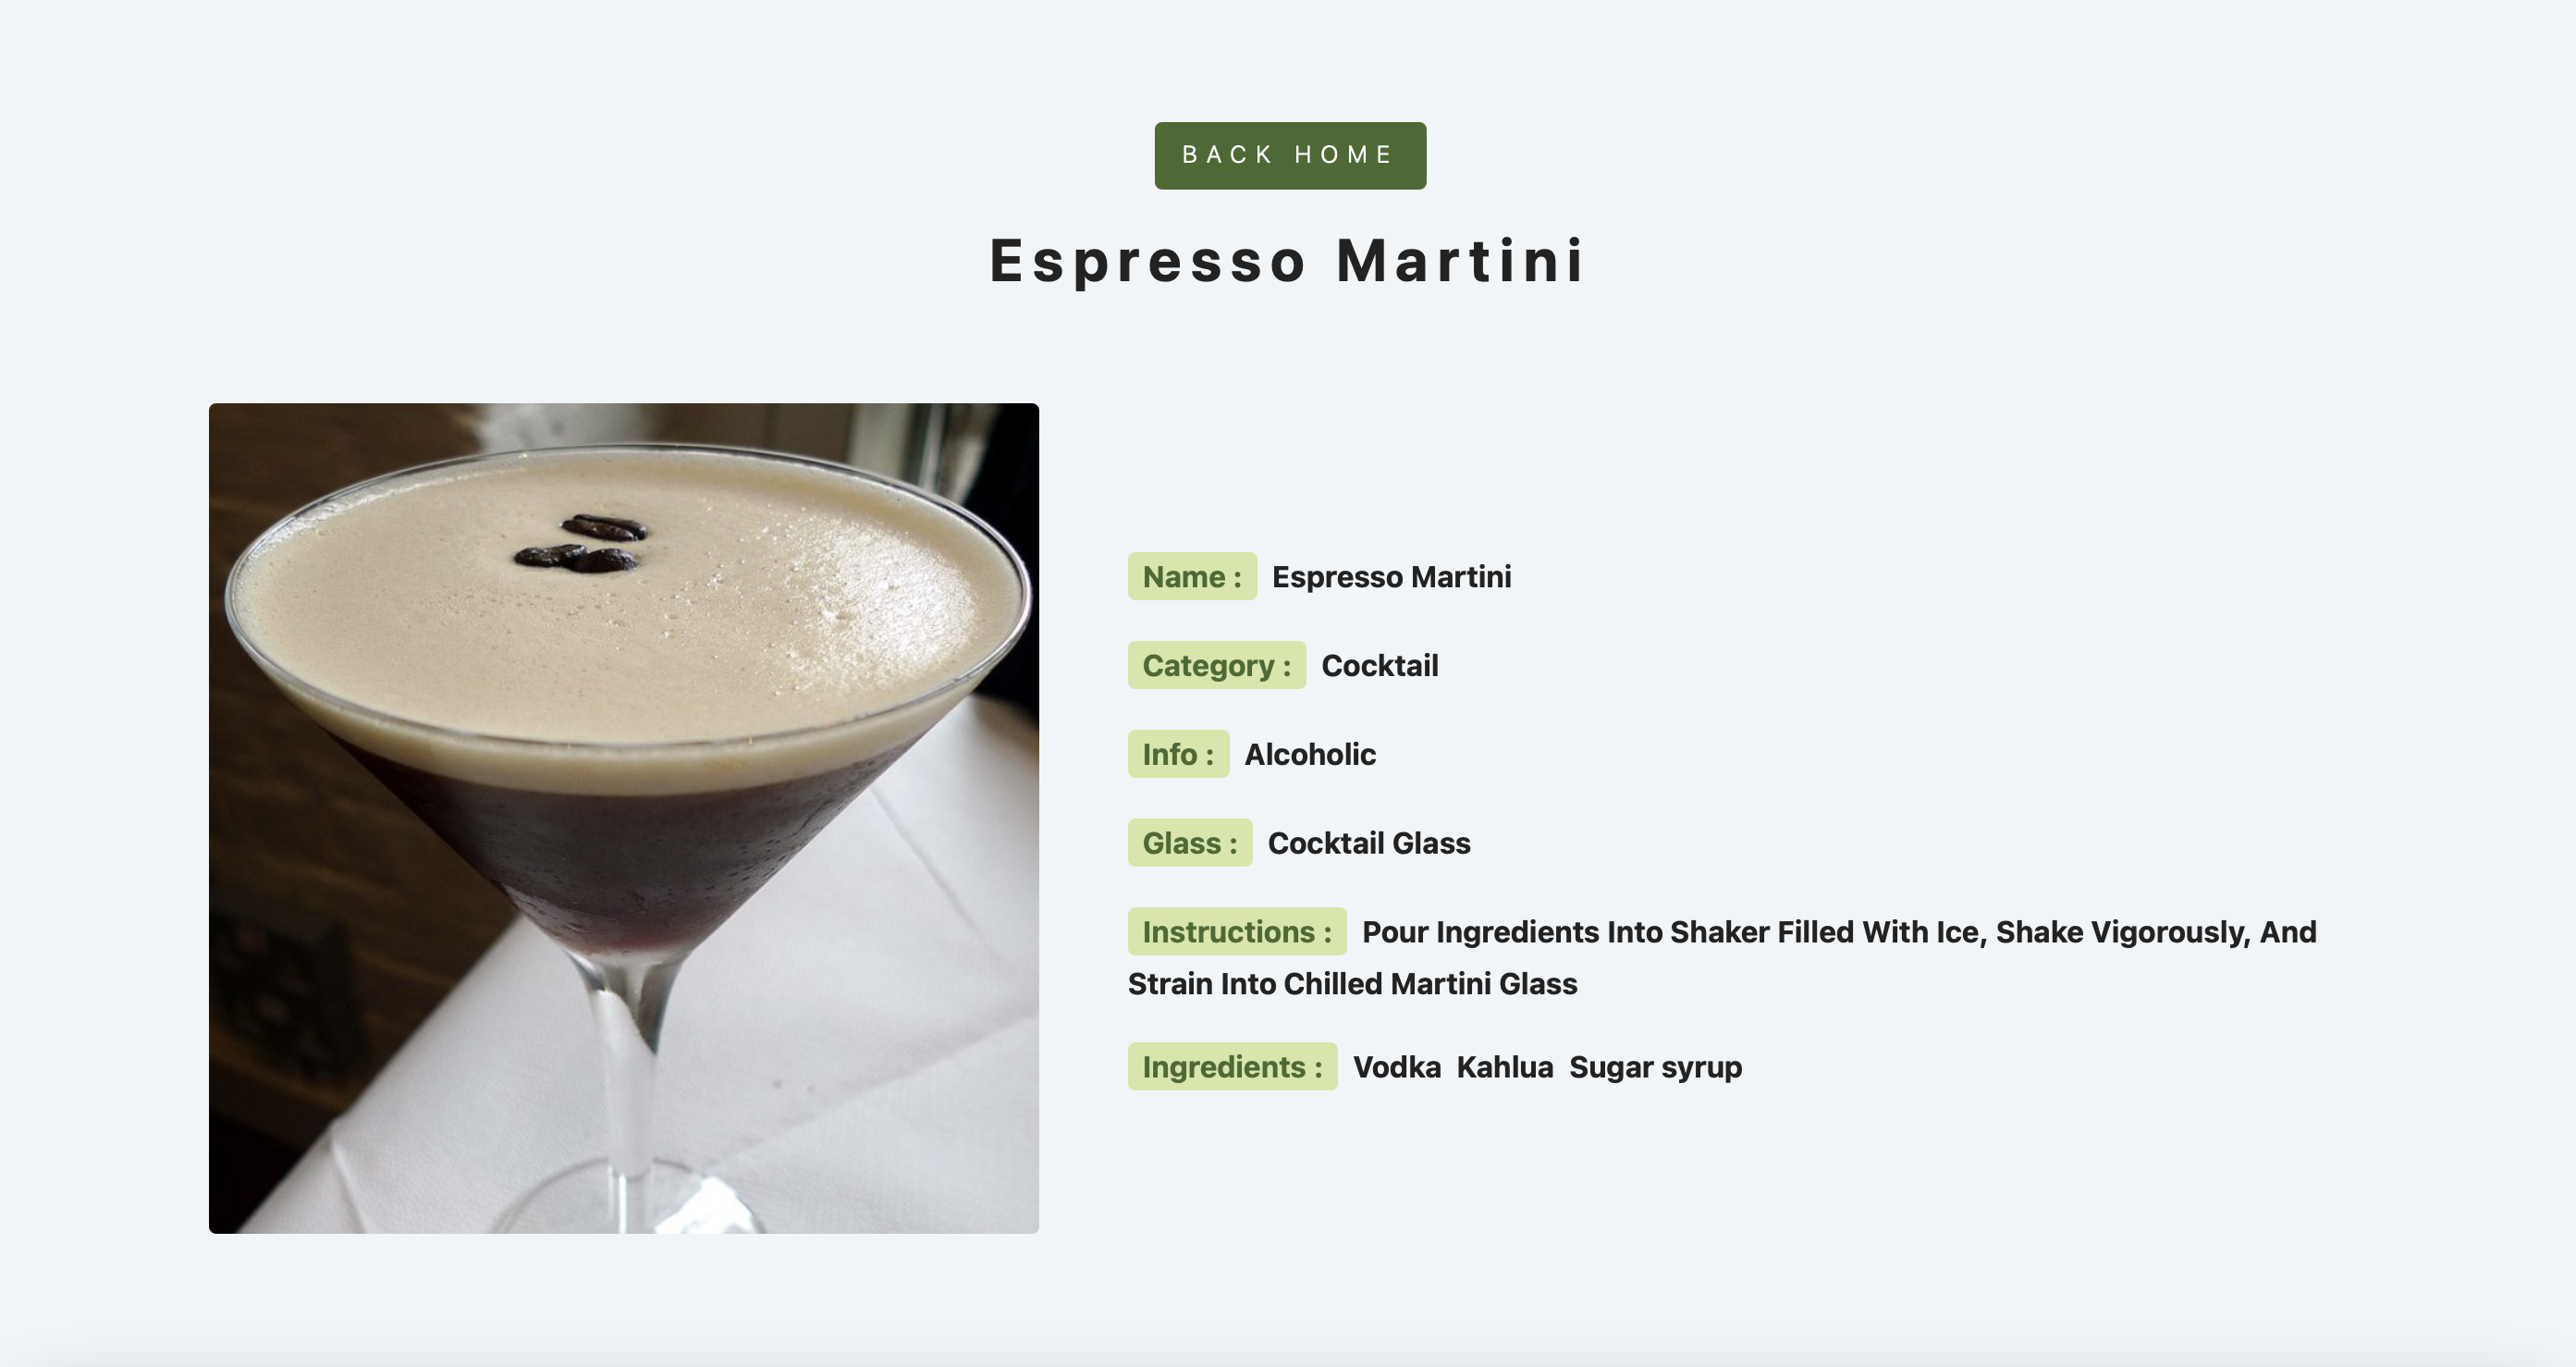 BACK HOME
Espresso Martini
Name : Espresso Martini
Category : Cocktail
Info : Alcoholic
Glass : Cocktail Glass
Instructions : Pour Ingredients Into Shaker Filled With Ice, Shake Vigorously, And
Strain Into Chilled Martini Glass
Ingredients : Vodka Kahlua Sugar syrup